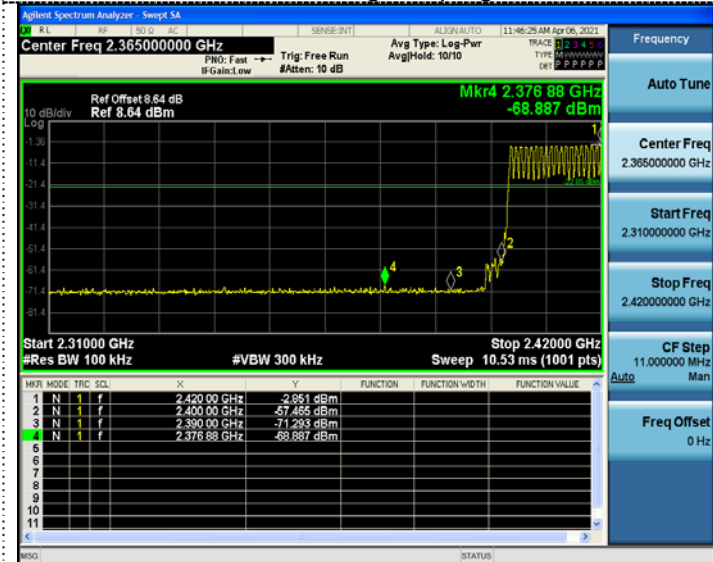 Agilent Spectrum Analyzer - Swept SA
RL RF 50 Ω AC SENSE:INT ALIGN AUTO 11:46:25 AM Apr 06, 2021
Center Freq 2.365000000 GHz
PNO: Fast
IFGain:Low
Trig: Free Run
#Atten: 10 dB
Avg Type: Log-Pwr
Avg|Hold: 10/10
TRACE 1 2 3 4 5 6
TYPE M
DET P P P P P P
Mkr4 2.376 88 GHz
-68.887 dBm
Ref Offset 8.64 dB
10 dB/div Ref 8.64 dBm
Log
-1.36
-11.4
-21.4
-31.4
-41.4
-51.4
-61.4
-71.4
-81.4
-22.85 dBm
1
2
3
4
Start 2.31000 GHz Stop 2.42000 GHz
#Res BW 100 kHz #VBW 300 kHz Sweep 10.53 ms (1001 pts)
MKR MODE TRC SCL X Y FUNCTION FUNCTION WIDTH FUNCTION VALUE
1 N 1 f 2.420 00 GHz -2.851 dBm
2 N 1 f 2.400 00 GHz -57.465 dBm
3 N 1 f 2.390 00 GHz -71.293 dBm
4 N 1 f 2.376 88 GHz -68.887 dBm
5
6
7
8
9
10
11
MSG STATUS
Frequency
Auto Tune
Center Freq
2.365000000 GHz
Start Freq
2.310000000 GHz
Stop Freq
2.420000000 GHz
CF Step
11.000000 MHz
Auto Man
Freq Offset
0 Hz